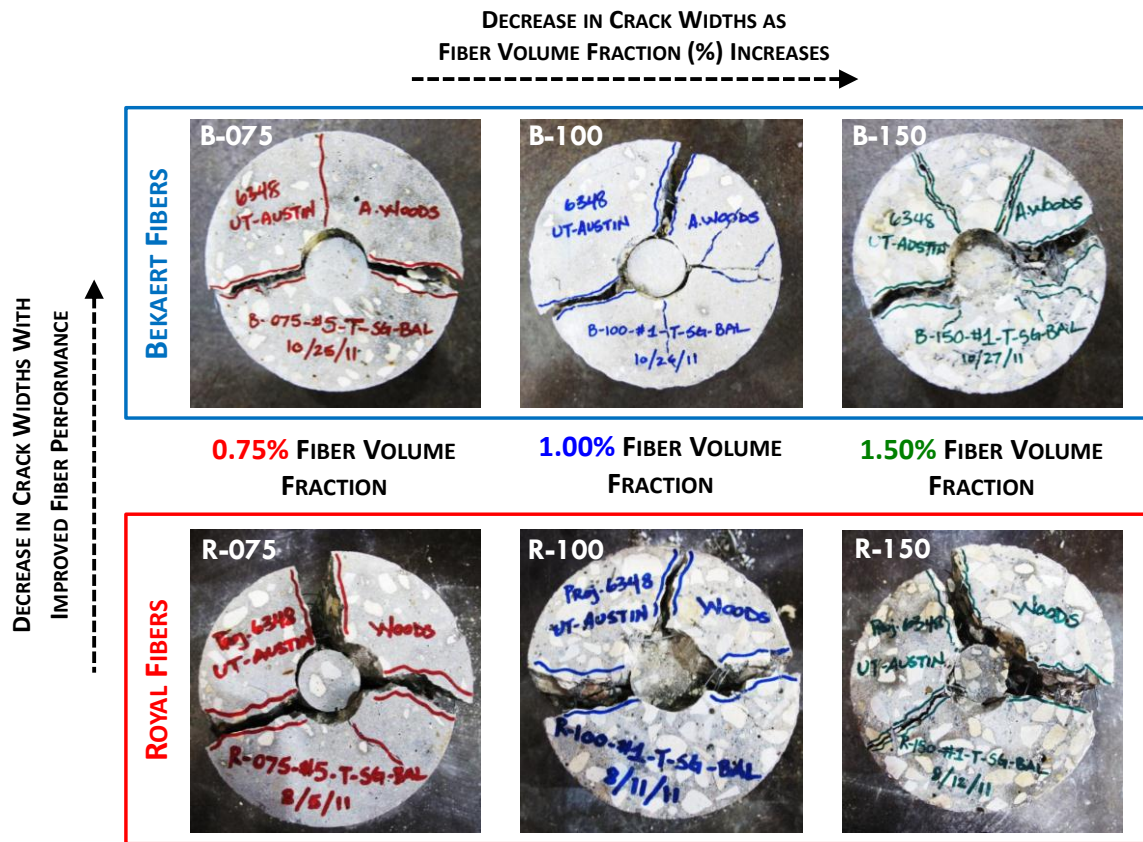 DECREASE IN CRACK WIDTHS AS
FIBER VOLUME FRACTION (%) INCREASES
DECREASE IN CRACK WIDTHS WITH
IMPROVED FIBER PERFORMANCE
BEKAERT FIBERS
B-075
6348
UT-AUSTIN
A.WOODS
B-075-#5-T-SG-BAL
10/25/11
B-100
6348
UT-AUSTIN
A.WOODS
B-100-#1-T-SG-BAL
10/26/11
B-150
6348
UT-AUSTIN
A.WOODS
B-150-#1-T-SG-BAL
10/27/11
0.75% FIBER VOLUME
FRACTION
1.00% FIBER VOLUME
FRACTION
1.50% FIBER VOLUME
FRACTION
ROYAL FIBERS
R-075
Proj. 6348
UT-AUSTIN
WOODS
R-075-#5-T-SG-BAL
8/5/11
R-100
Proj. 6348
UT-AUSTIN
WOODS
R-100-#1-T-SG-BAL
8/11/11
R-150
Proj. 6348
UT-AUSTIN
WOODS
R-150-#1-T-SG-BAL
8/12/11